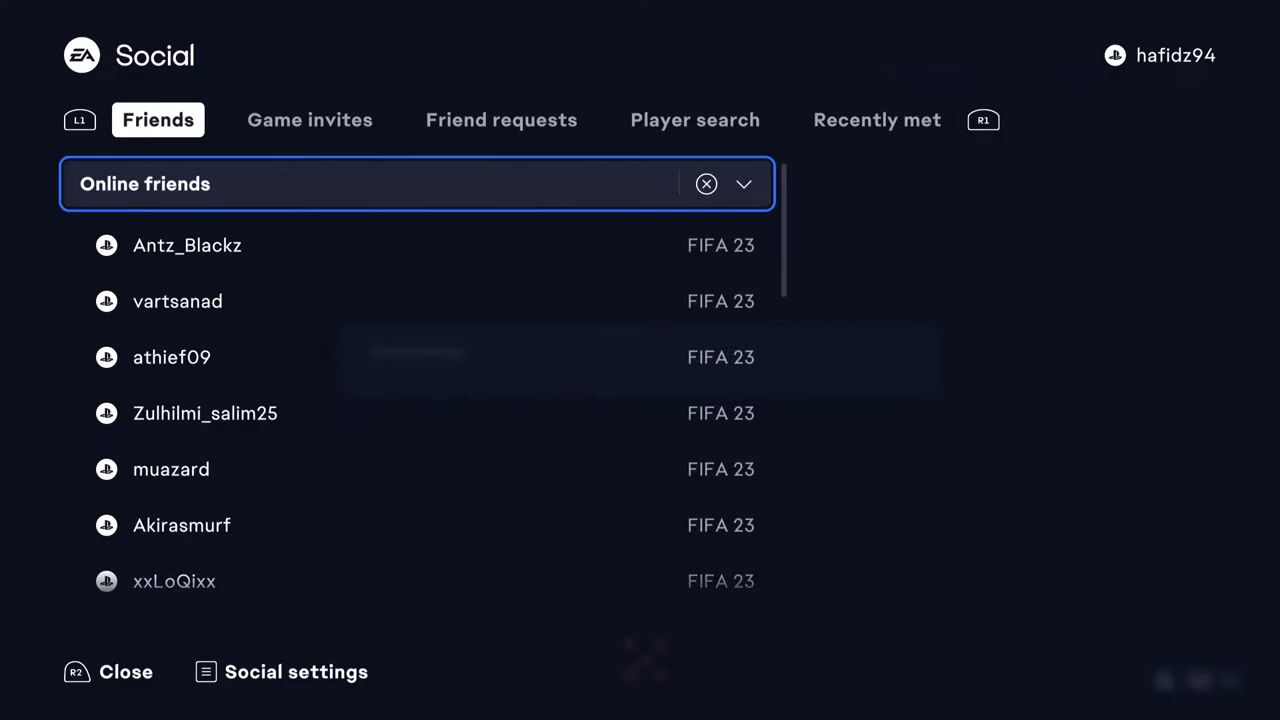 EA Social
hafidz94
L1 Friends Game invites Friend requests Player search Recently met R1
Online friends
Antz_Blackz FIFA 23
vartsanad FIFA 23
athief09 FIFA 23
Zulhilmi_salim25 FIFA 23
muazard FIFA 23
Akirasmurf FIFA 23
xxLoQixx FIFA 23
R2 Close Social settings